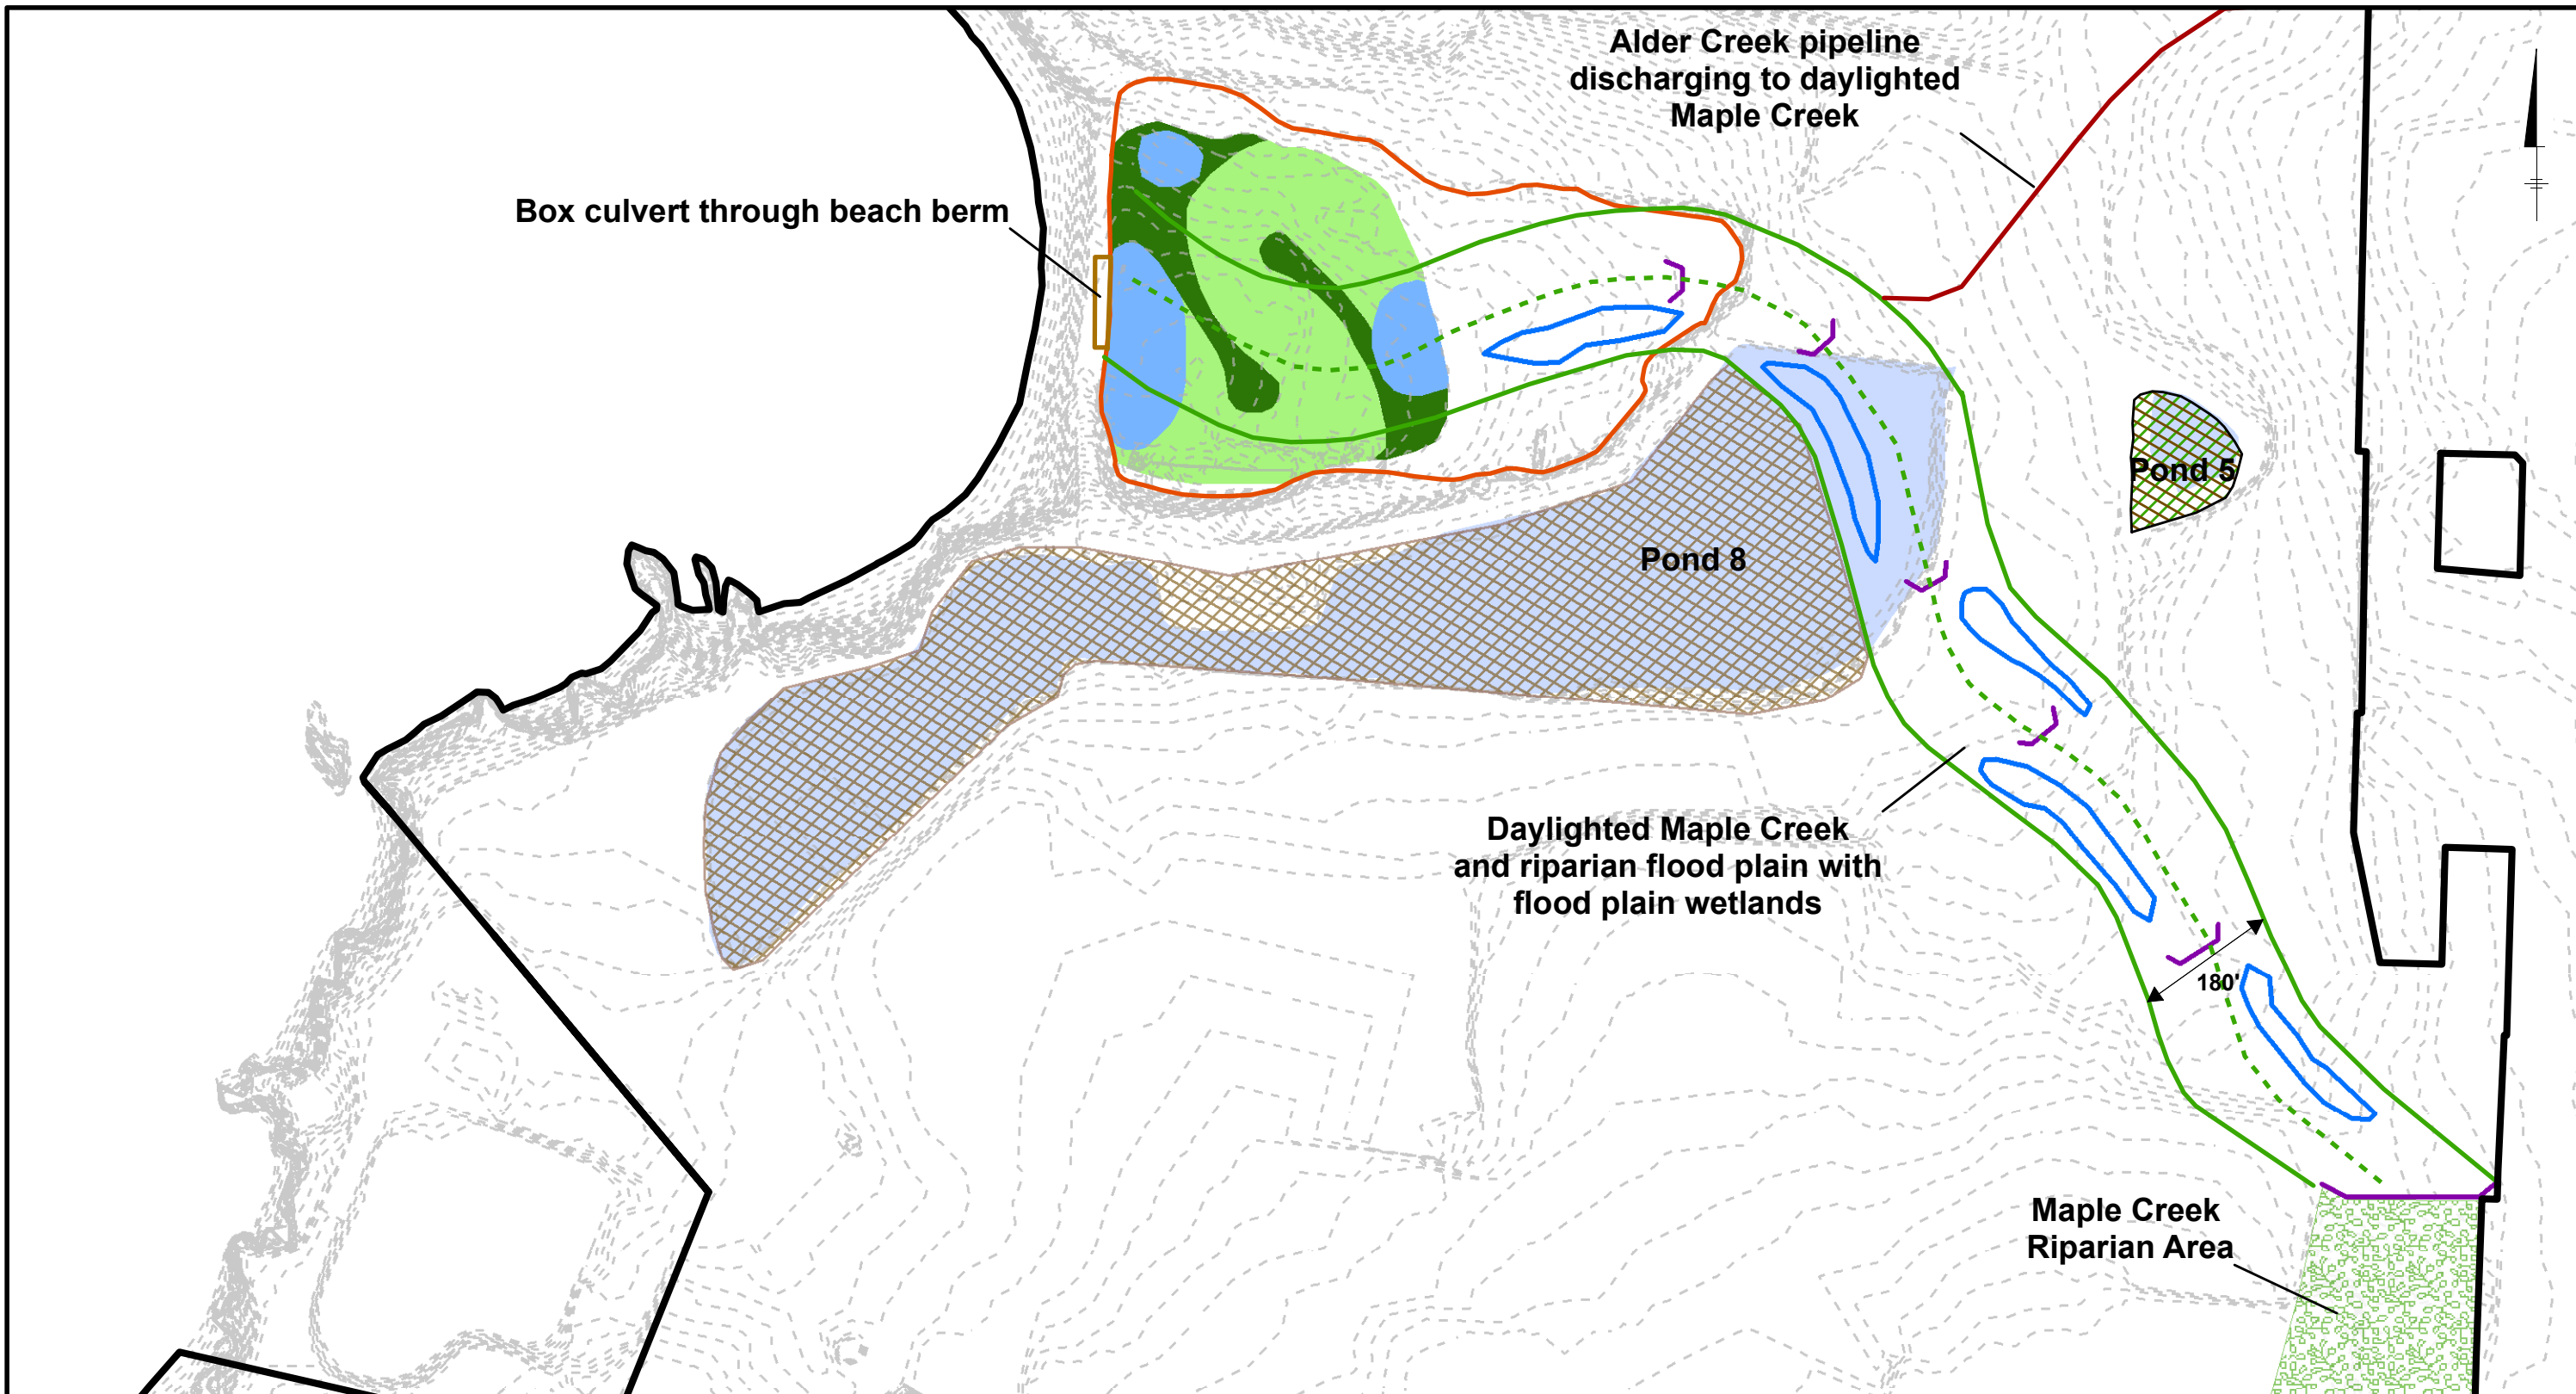 Alder Creek pipeline
discharging to daylighted
Maple Creek
Box culvert through beach berm
Pond 5
Pond 8
Daylighted Maple Creek
and riparian flood plain with
flood plain wetlands
180'
Maple Creek
Riparian Area